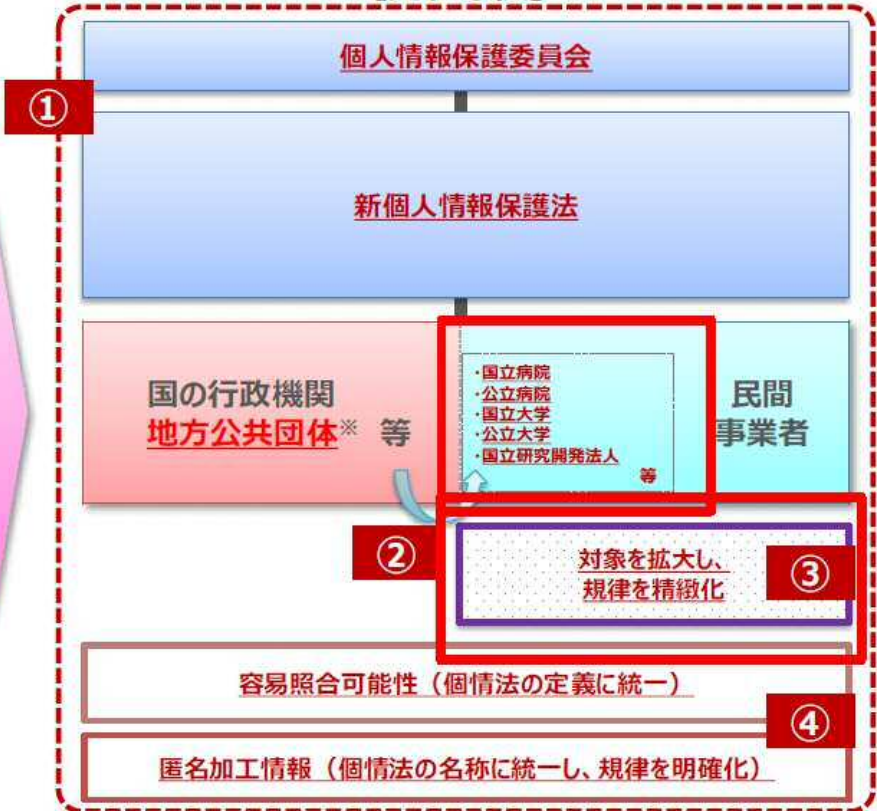 個人情報保護委員会
①
新個人情報保護法
国の行政機関
地方公共団体※ 等
・国立病院
・公立病院
・国立大学
・公立大学
・国立研究開発法人
等
民間
事業者
②
対象を拡大し、
規律を精緻化
③
容易照合可能性（個情法の定義に統一）
④
匿名加工情報（個情法の名称に統一し、規律を明確化）